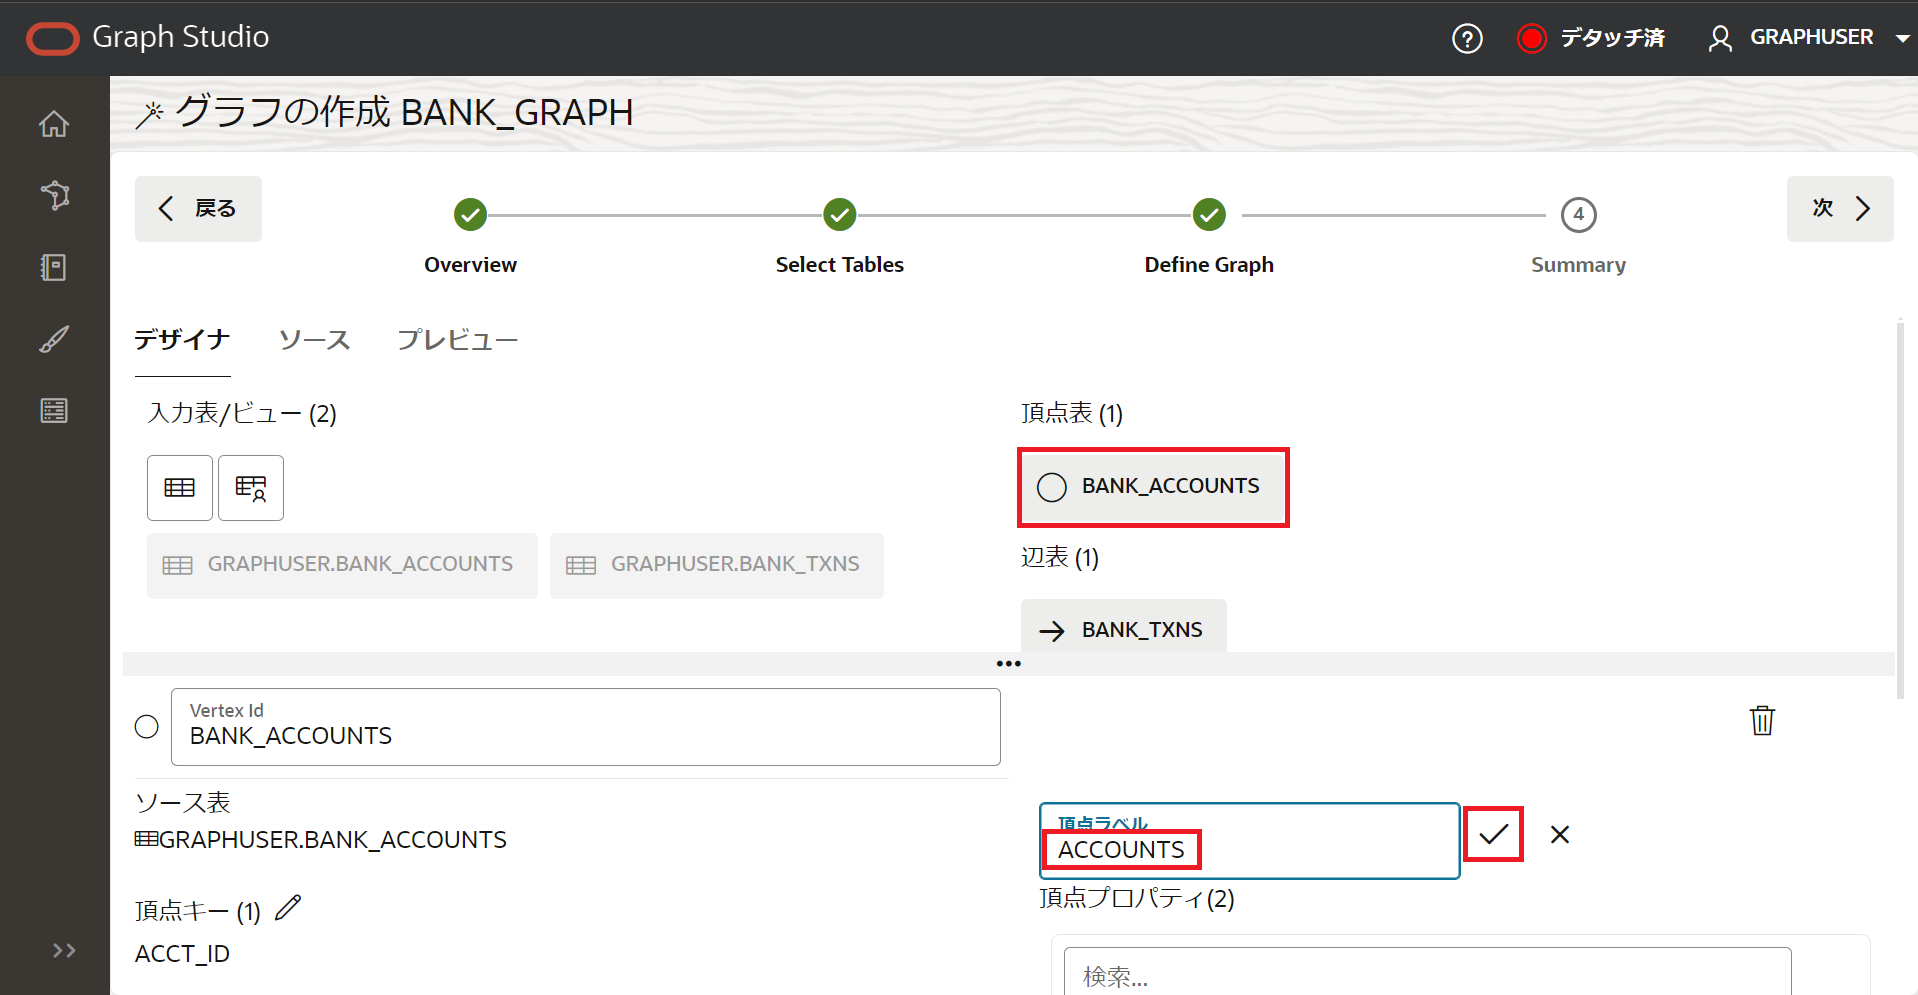 Graph Studio
デタッチ済
GRAPHUSER
グラフの作成 BANK_GRAPH
戻る
次
4
Overview
Select Tables
Define Graph
Summary
デザイナ
ソース
プレビュー
入力表/ビュー (2)
頂点表 (1)
BANK_ACCOUNTS
GRAPHUSER.BANK_ACCOUNTS
GRAPHUSER.BANK_TXNS
辺表 (1)
BANK_TXNS
Vertex Id
BANK_ACCOUNTS
ソース表
GRAPHUSER.BANK_ACCOUNTS
頂点ラベル
ACCOUNTS
頂点キー (1)
頂点プロパティ(2)
ACCT_ID
検索...